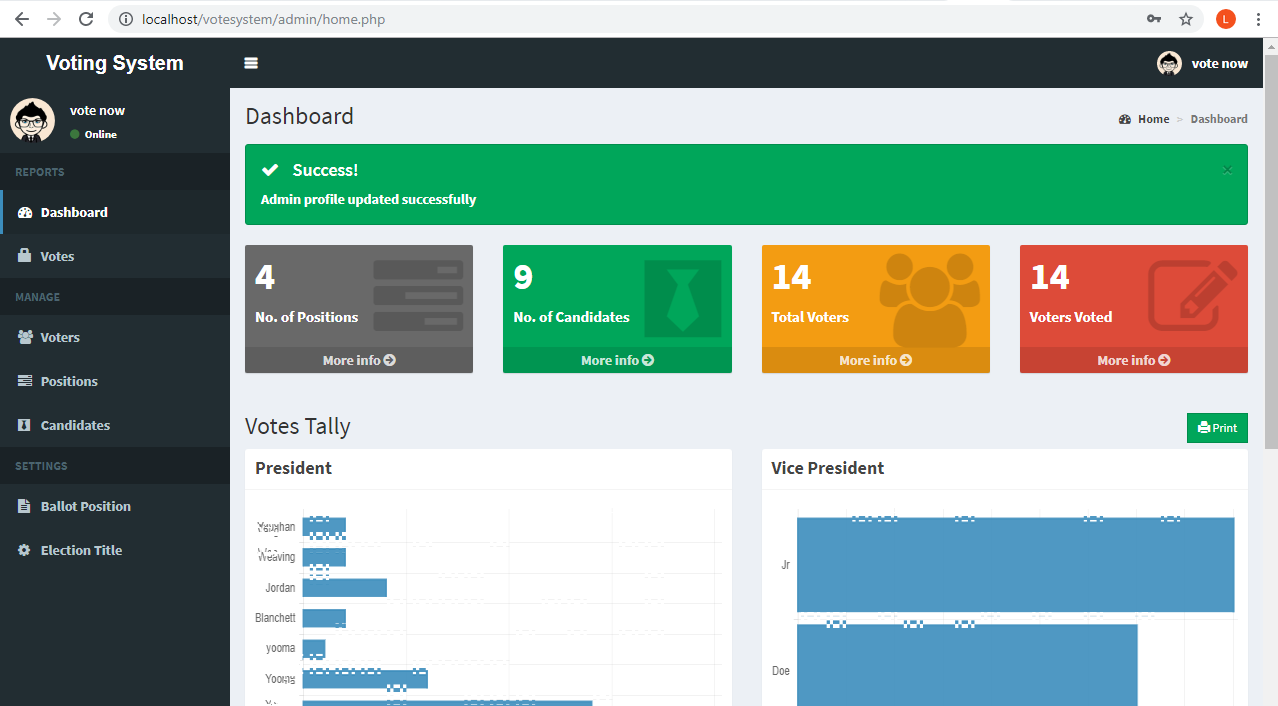 localhost/votesystem/admin/home.php
L
Voting System
vote now
vote now
Online
REPORTS
Dashboard
Votes
MANAGE
Voters
Positions
Candidates
SETTINGS
Ballot Position
Election Title
Dashboard
Home > Dashboard
Success!
×
Admin profile updated successfully
4
No. of Positions
More info
9
No. of Candidates
More info
14
Total Voters
More info
14
Voters Voted
More info
Votes Tally
Print
President
Weaving
Jordan
Blanchett
yooma
Vice President
Jr
Doe